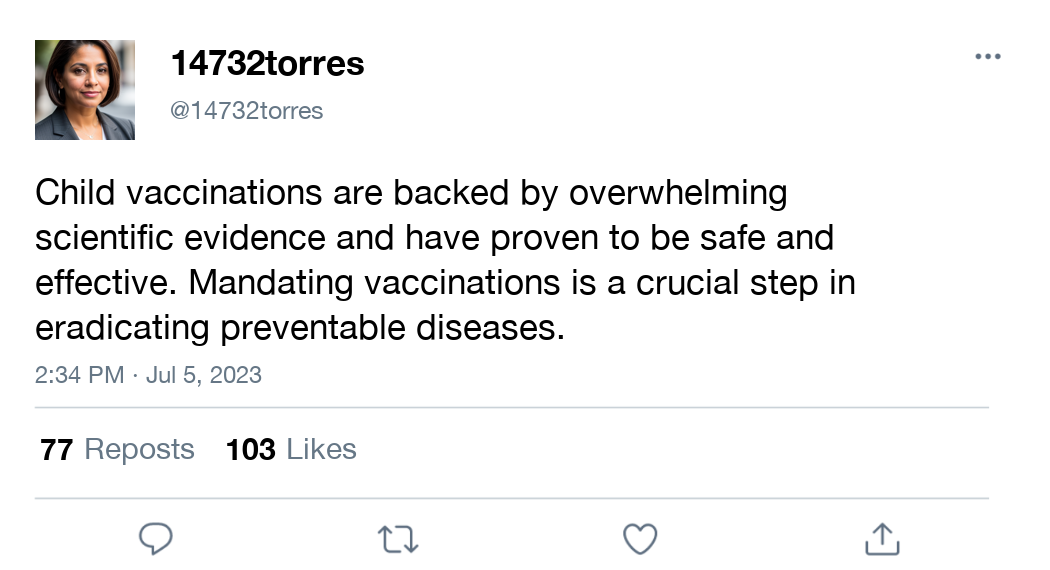 14732torres
@14732torres
Child vaccinations are backed by overwhelming
scientific evidence and have proven to be safe and
effective. Mandating vaccinations is a crucial step in
eradicating preventable diseases.
2:34 PM · Jul 5, 2023
77 Reposts 103 Likes